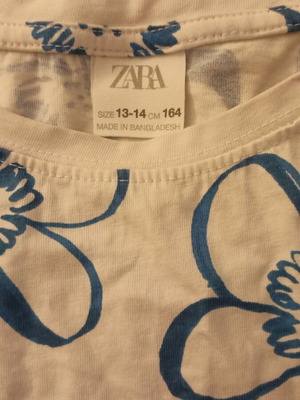 ZARA
SIZE 13-14 CM 164
MADE IN BANGLADESH